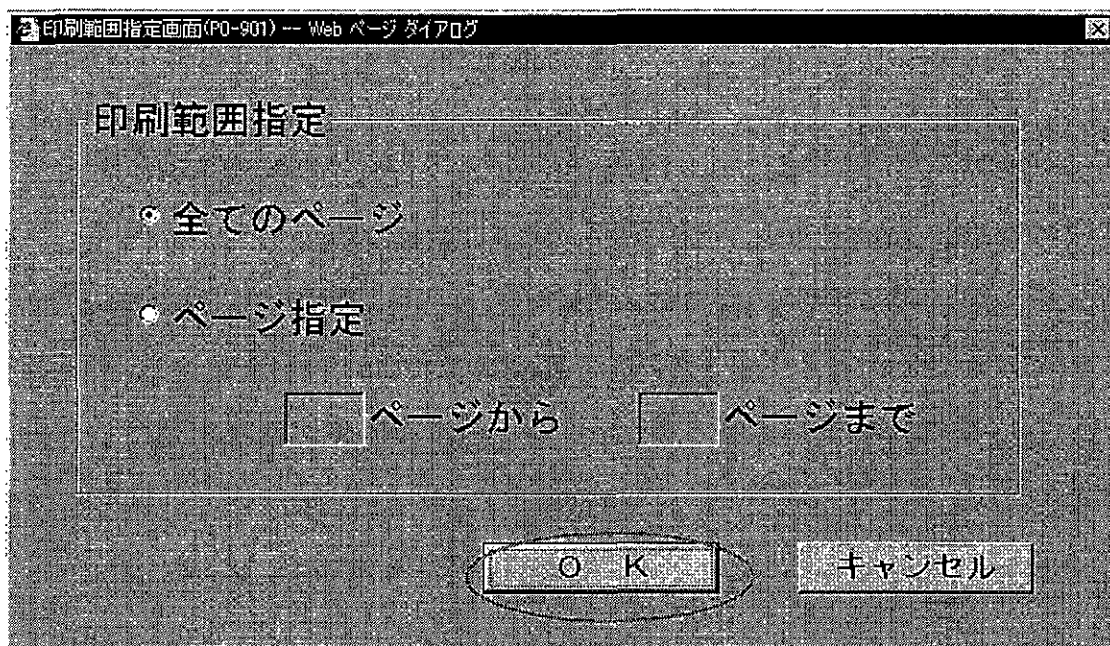 印刷範囲指定画面(PO-901) -- Web ページ ダイアログ
印刷範囲指定
全てのページ
ページ指定
ページから ページまで
ＯＫ キャンセル